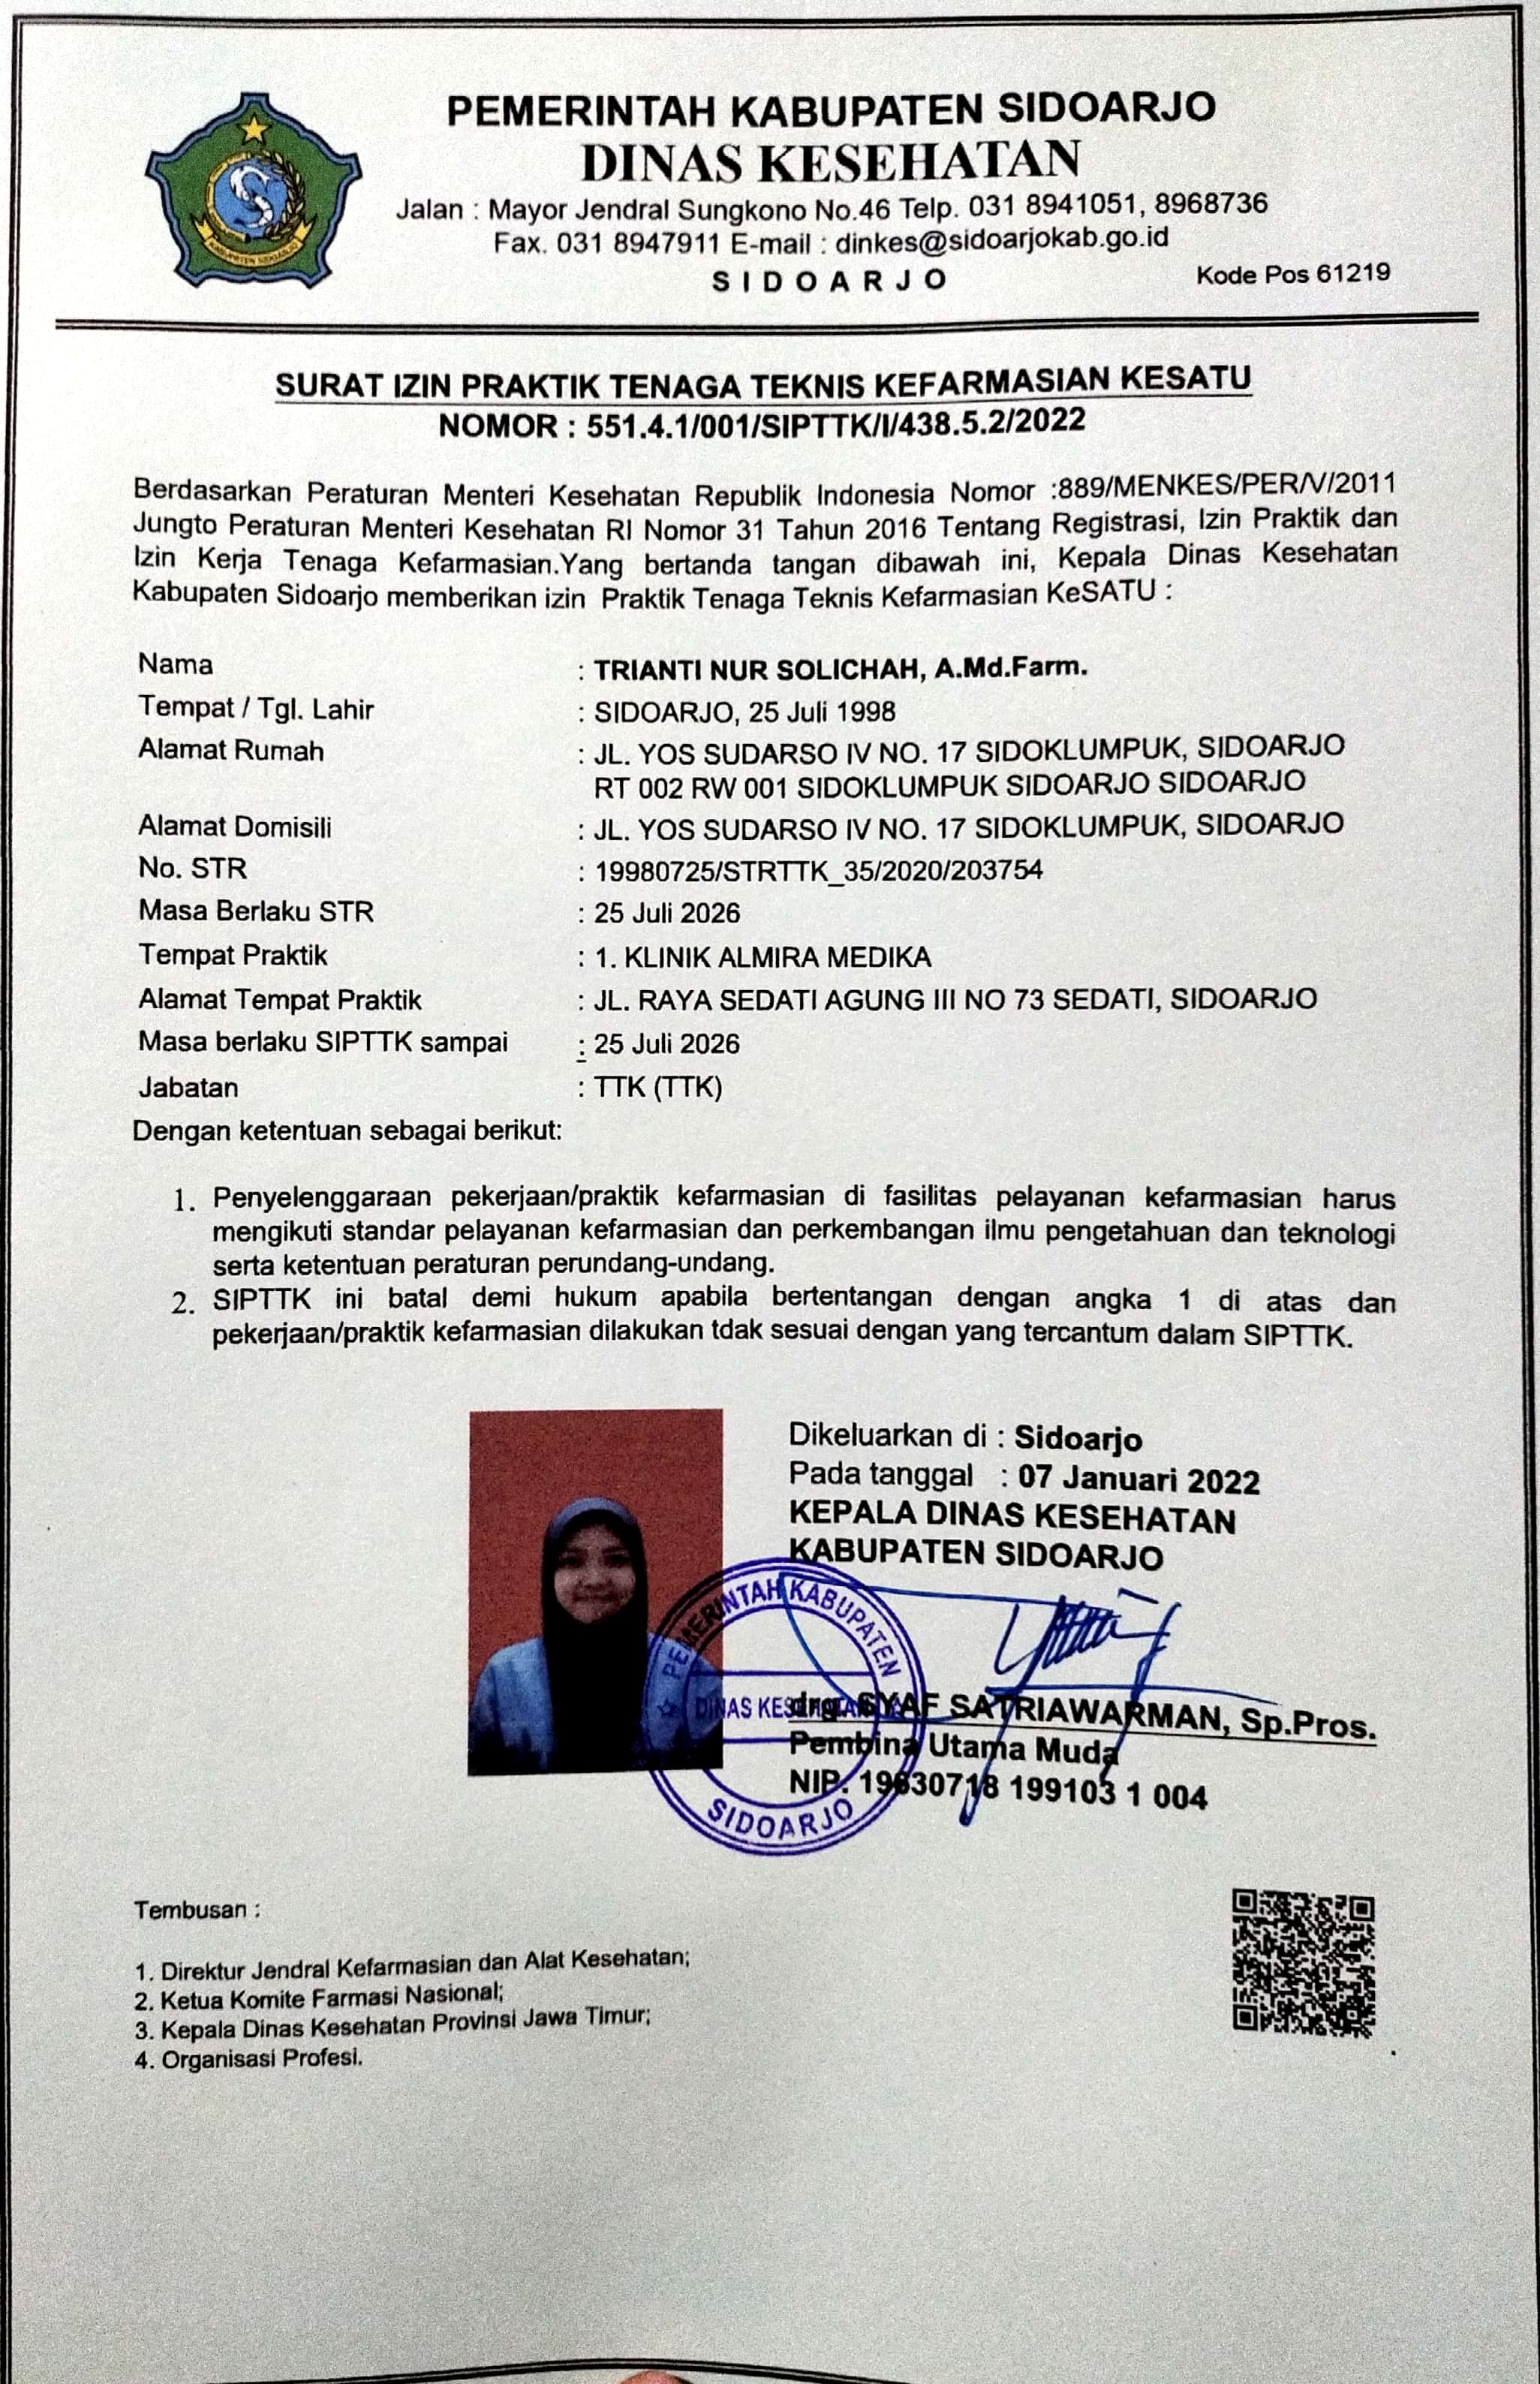 PEMERINTAH KABUPATEN SIDOARJO
DINAS KESEHATAN
Jalan : Mayor Jendral Sungkono No.46 Telp. 031 8941051, 8968736
Fax. 031 8947911 E-mail : dinkes@sidoarjokab.go.id
S I D O A R J O
Kode Pos 61219
KABUPATEN SIDOARJO
SURAT IZIN PRAKTIK TENAGA TEKNIS KEFARMASIAN KESATU
NOMOR : 551.4.1/001/SIPTTK/I/438.5.2/2022
Berdasarkan Peraturan Menteri Kesehatan Republik Indonesia Nomor :889/MENKES/PER/V/2011
Jungto Peraturan Menteri Kesehatan RI Nomor 31 Tahun 2016 Tentang Registrasi, Izin Praktik dan
Izin Kerja Tenaga Kefarmasian.Yang bertanda tangan dibawah ini, Kepala Dinas Kesehatan
Kabupaten Sidoarjo memberikan izin Praktik Tenaga Teknis Kefarmasian KeSATU :
Nama : TRIANTI NUR SOLICHAH, A.Md.Farm.
Tempat / Tgl. Lahir : SIDOARJO, 25 Juli 1998
Alamat Rumah : JL. YOS SUDARSO IV NO. 17 SIDOKLUMPUK, SIDOARJO
RT 002 RW 001 SIDOKLUMPUK SIDOARJO SIDOARJO
Alamat Domisili : JL. YOS SUDARSO IV NO. 17 SIDOKLUMPUK, SIDOARJO
No. STR : 19980725/STRTTK_35/2020/203754
Masa Berlaku STR : 25 Juli 2026
Tempat Praktik : 1. KLINIK ALMIRA MEDIKA
Alamat Tempat Praktik : JL. RAYA SEDATI AGUNG III NO 73 SEDATI, SIDOARJO
Masa berlaku SIPTTK sampai : 25 Juli 2026
Jabatan : TTK (TTK)
Dengan ketentuan sebagai berikut:
1. Penyelenggaraan pekerjaan/praktik kefarmasian di fasilitas pelayanan kefarmasian harus
mengikuti standar pelayanan kefarmasian dan perkembangan ilmu pengetahuan dan teknologi
serta ketentuan peraturan perundang-undang.
2. SIPTTK ini batal demi hukum apabila bertentangan dengan angka 1 di atas dan
pekerjaan/praktik kefarmasian dilakukan tdak sesuai dengan yang tercantum dalam SIPTTK.
Dikeluarkan di : Sidoarjo
Pada tanggal : 07 Januari 2022
KEPALA DINAS KESEHATAN
KABUPATEN SIDOARJO
PEMERINTAH KABUPATEN
DINAS KESEHATAN
SIDOARJO
drg. SYAF SATRIAWARMAN, Sp.Pros.
Pembina Utama Muda
NIP. 19630718 199103 1 004
Tembusan :
1. Direktur Jendral Kefarmasian dan Alat Kesehatan;
2. Ketua Komite Farmasi Nasional;
3. Kepala Dinas Kesehatan Provinsi Jawa Timur;
4. Organisasi Profesi.